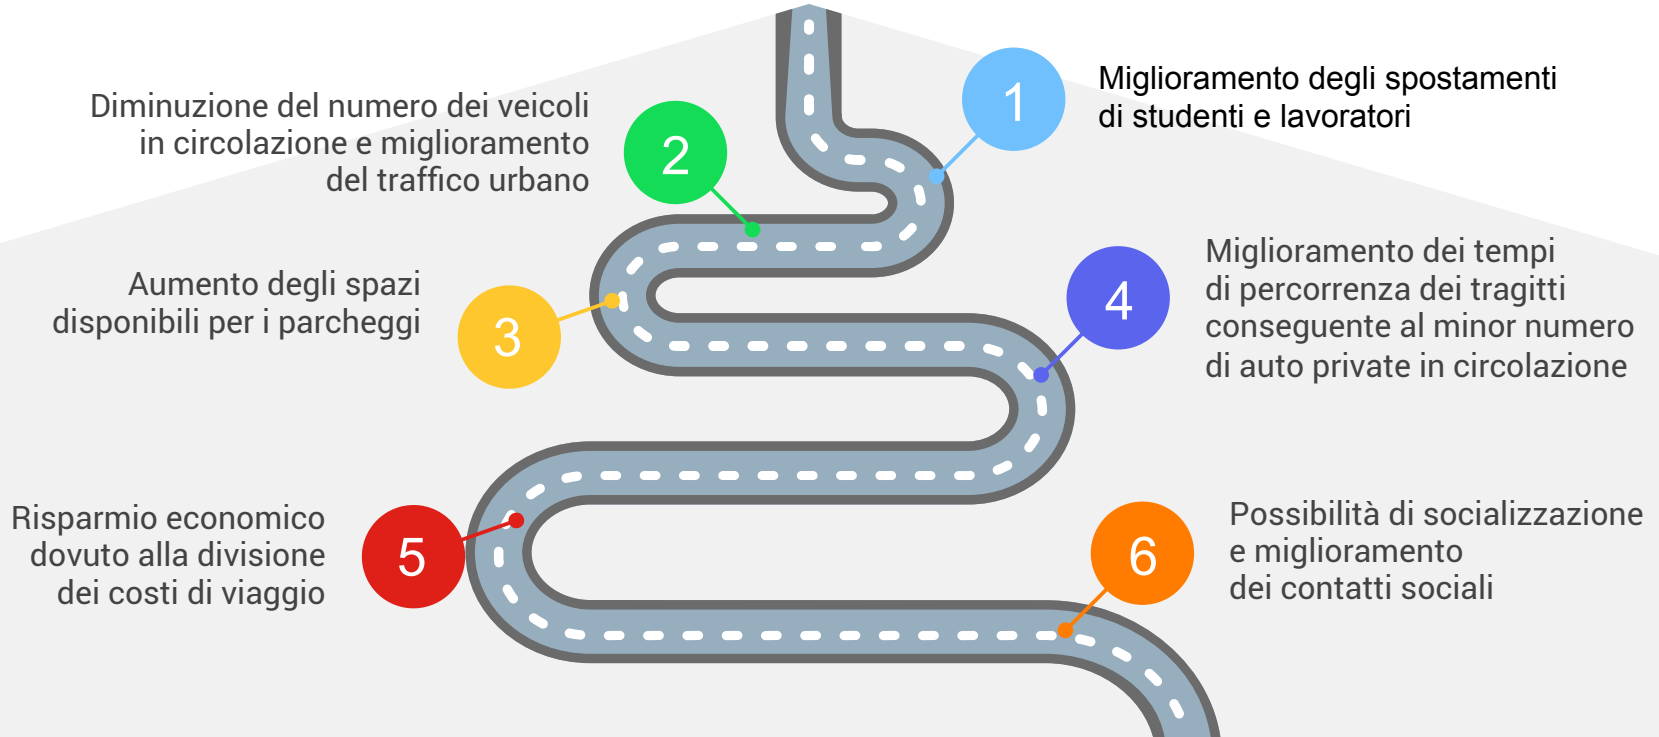 1
Miglioramento degli spostamenti
di studenti e lavoratori
Diminuzione del numero dei veicoli
in circolazione e miglioramento
del traffico urbano
2
Aumento degli spazi
disponibili per i parcheggi
3
4
Miglioramento dei tempi
di percorrenza dei tragitti
conseguente al minor numero
di auto private in circolazione
Risparmio economico
dovuto alla divisione
dei costi di viaggio
5
6
Possibilità di socializzazione
e miglioramento
dei contatti sociali